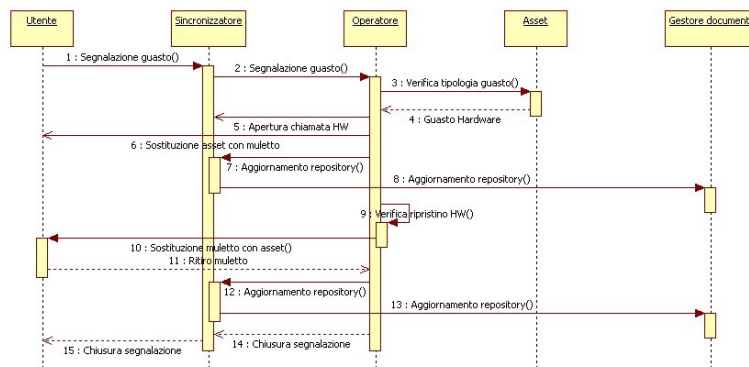 Utente
Sincronizzatore
Operatore
Asset
Gestore document
1 : Segnalazione guasto()
2 : Segnalazione guasto()
3 : Verifica tipologia guasto()
4 : Guasto Hardware
5 : Apertura chiamata HW
6 : Sostituzione asset con muletto
7 : Aggiornamento repository()
8 : Aggiornamento repository()
9 : Verifica ripristino HW()
10 : Sostituzione muletto con asset()
11 : Ritiro muletto
12 : Aggiornamento repository()
13 : Aggiornamento repository()
14 : Chiusura segnalazione
15 : Chiusura segnalazione